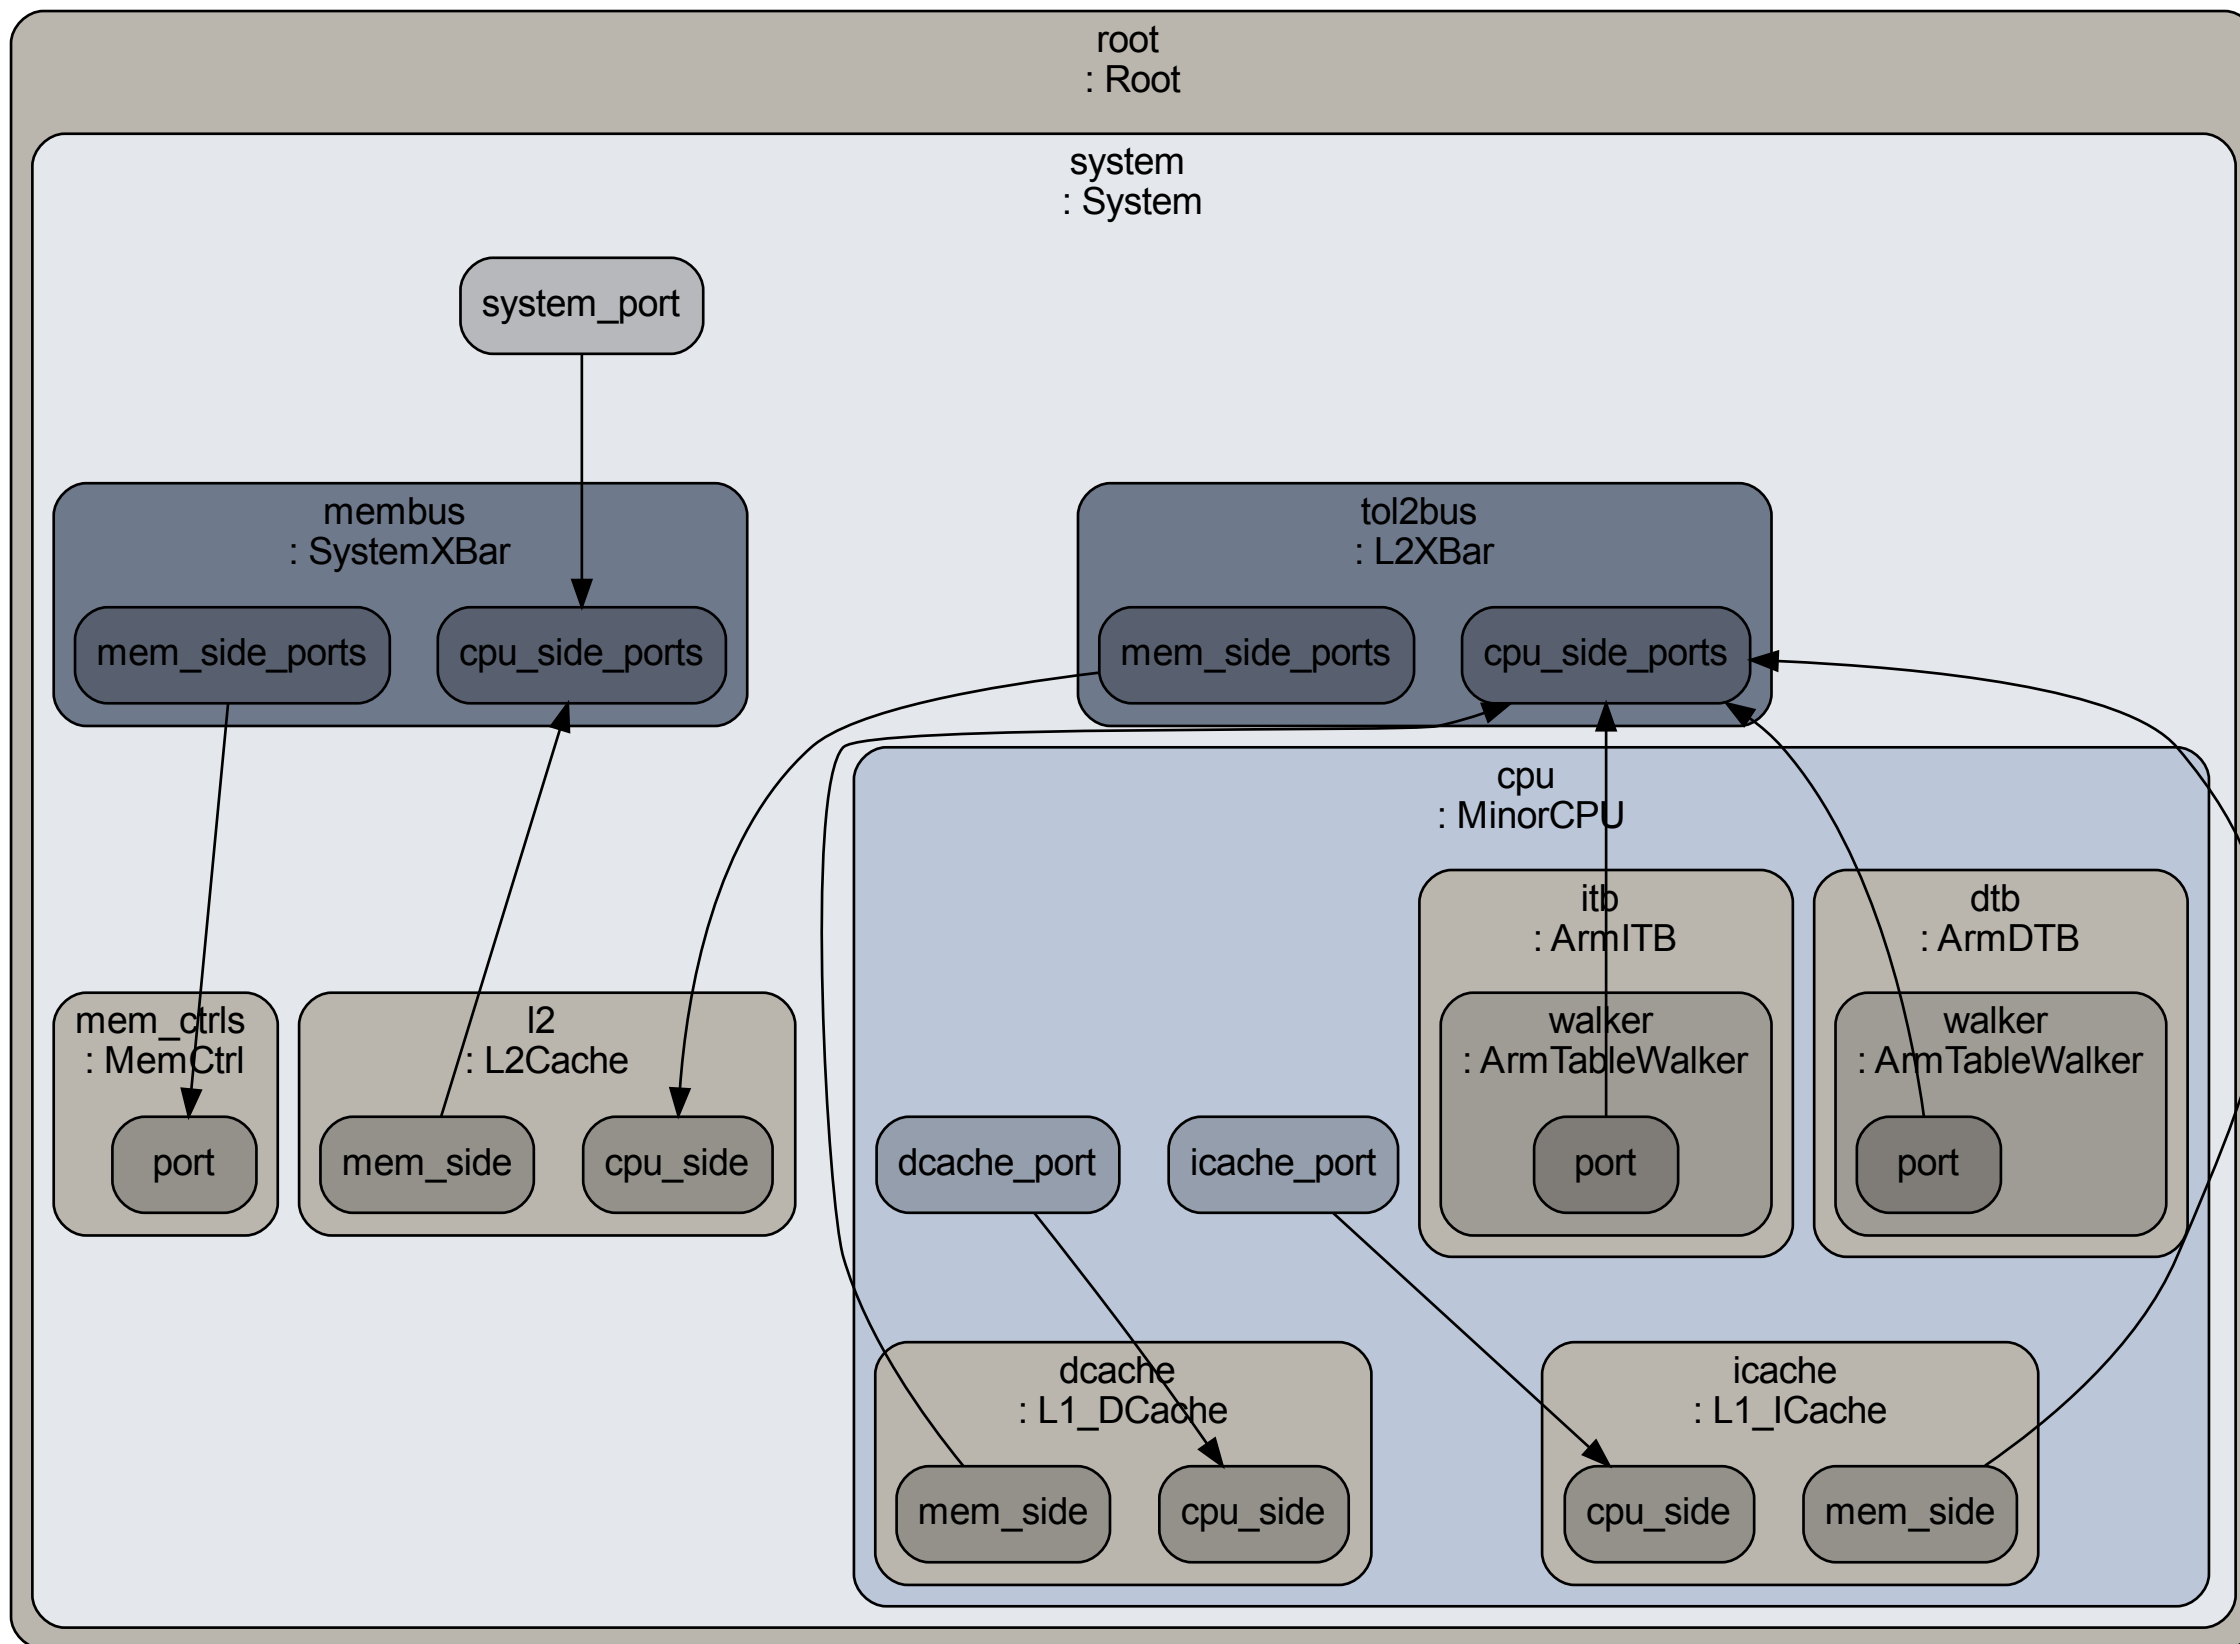 root
: Root
system
: System
system_port
membus
: SystemXBar
mem_side_ports
cpu_side_ports
tol2bus
: L2XBar
mem_side_ports
cpu_side_ports
cpu
: MinorCPU
itb
: ArmITB
walker
: ArmTableWalker
port
dtb
: ArmDTB
walker
: ArmTableWalker
port
mem_ctrls
: MemCtrl
port
l2
: L2Cache
mem_side
cpu_side
dcache_port
icache_port
dcache
: L1_DCache
mem_side
cpu_side
icache
: L1_ICache
cpu_side
mem_side